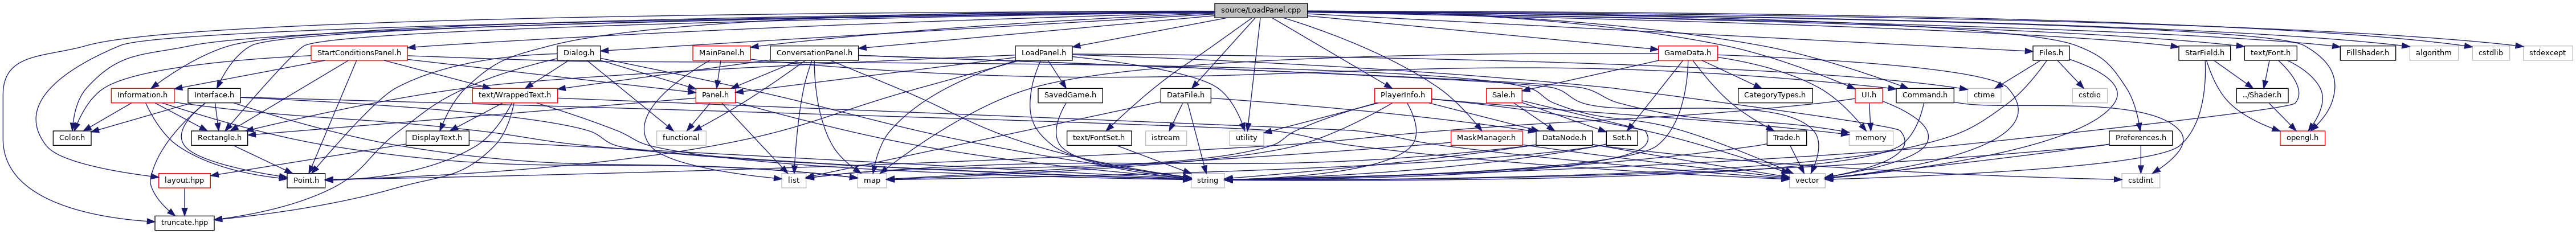 source/LoadPanel.cpp
StartConditionsPanel.h
Dialog.h
MainPanel.h
ConversationPanel.h
LoadPanel.h
GameData.h
Files.h
StarField.h
text/Font.h
FillShader.h
algorithm
cstdlib
stdexcept
Information.h
Interface.h
text/WrappedText.h
Panel.h
SavedGame.h
DataFile.h
PlayerInfo.h
Sale.h
CategoryTypes.h
UI.h
Command.h
ctime
cstdio
../Shader.h
Color.h
Rectangle.h
DisplayText.h
functional
text/FontSet.h
istream
utility
MaskManager.h
DataNode.h
Set.h
Trade.h
memory
Preferences.h
opengl.h
layout.hpp
Point.h
list
map
string
vector
cstdint
truncate.hpp